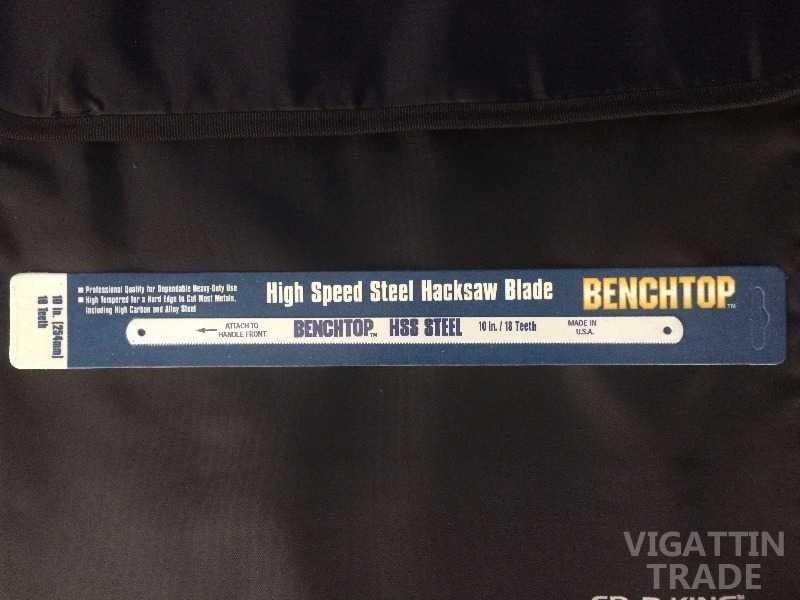 10 in. (254mm)
18 Teeth
■ Professional Quality for Dependable Heavy-Duty Use
■ High Tempered for a Hard Edge to Cut Most Metals,
Including High Carbon and Alloy Steel
High Speed Steel Hacksaw Blade
BENCHTOP™
ATTACH TO
HANDLE FRONT
BENCHTOP™ HSS STEEL
10 in. / 18 Teeth
MADE IN
U.S.A.
VIGATTIN
TRADE